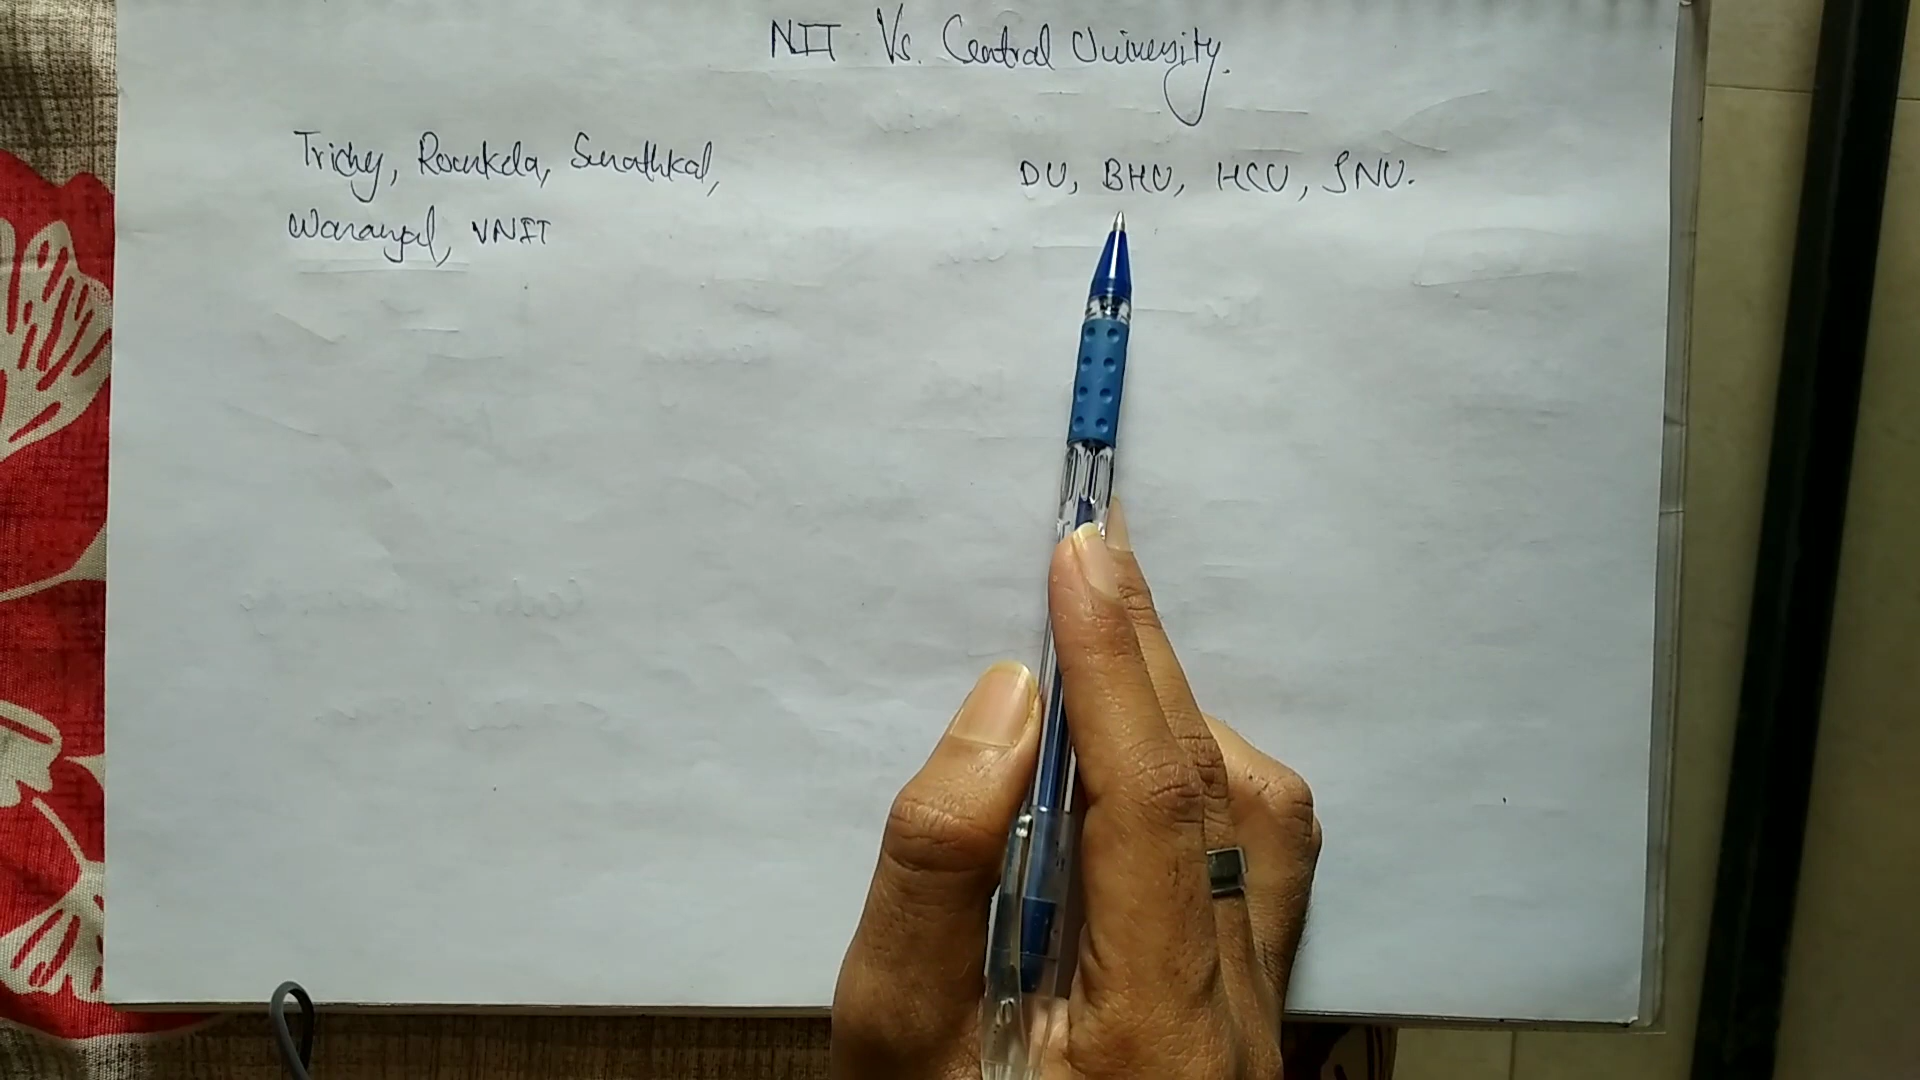 NIT Vs. Central University.
Trichy, Rourkela, Surathkal,
Warangal, VNIT
DU, BHU, HCU, JNU.